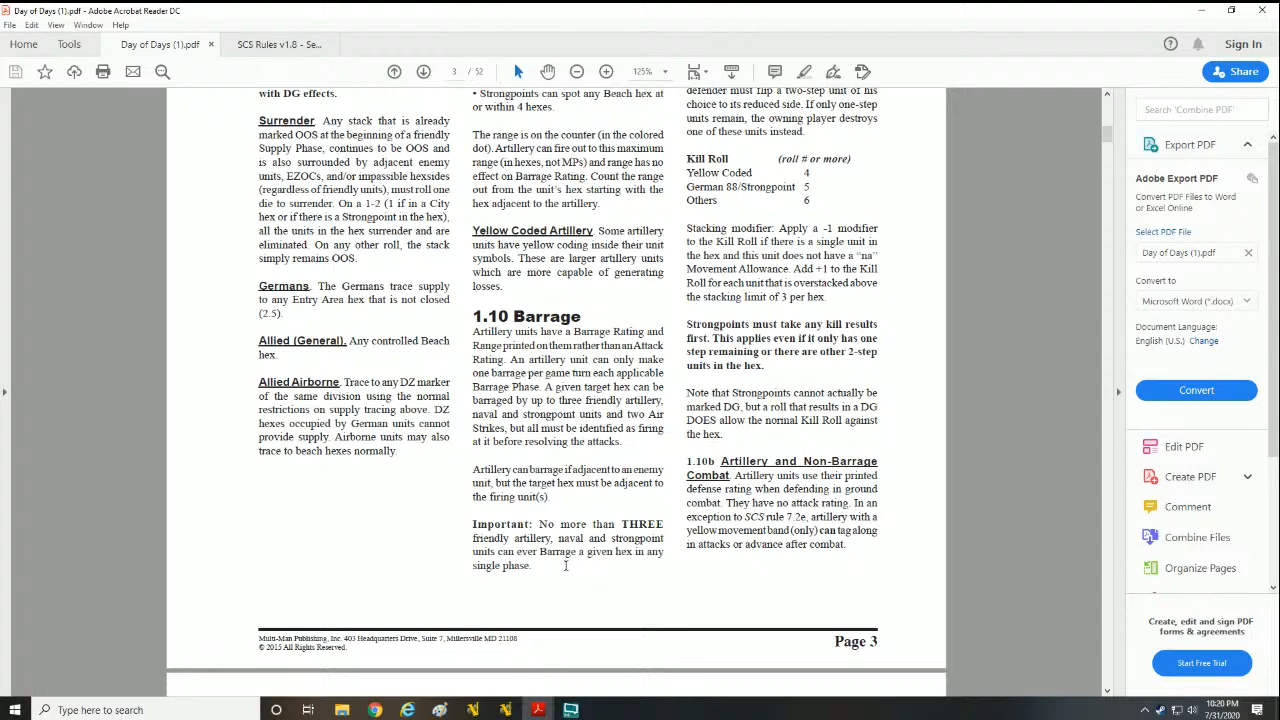 Day of Days (1).pdf - Adobe Acrobat Reader DC
File Edit View Window Help
Home Tools Day of Days (1).pdf × SCS Rules v1.8 - Se...
Sign In
3 / 52 125%
Share
with DG effects.
Surrender. Any stack that is already
marked OOS at the beginning of a friendly
Supply Phase, continues to be OOS and
is also surrounded by adjacent enemy
units, EZOCs, and/or impassible hexsides
(regardless of friendly units), must roll one
die to surrender. On a 1-2 (1 if in a City
hex or if there is a Strongpoint in the hex),
all the units in the hex surrender and are
eliminated. On any other roll, the stack
simply remains OOS.
Germans. The Germans trace supply
to any Entry Area hex that is not closed
(2.5).
Allied (General). Any controlled Beach
hex.
Allied Airborne. Trace to any DZ marker
of the same division using the normal
restrictions on supply tracing above. DZ
hexes occupied by German units cannot
provide supply. Airborne units may also
trace to beach hexes normally.
• Strongpoints can spot any Beach hex at
or within 4 hexes.
The range is on the counter (in the colored
dot). Artillery can fire out to this maximum
range (in hexes, not MPs) and range has no
effect on Barrage Rating. Count the range
out from the unit's hex starting with the
hex adjacent to the artillery.
Yellow Coded Artillery. Some artillery
units have yellow coding inside their unit
symbols. These are larger artillery units
which are more capable of generating
losses.
1.10 Barrage
Artillery units have a Barrage Rating and
Range printed on them rather than an Attack
Rating. An artillery unit can only make
one barrage per game turn each applicable
Barrage Phase. A given target hex can be
barraged by up to three friendly artillery,
naval and strongpoint units and two Air
Strikes, but all must be identified as firing
at it before resolving the attacks.
Artillery can barrage if adjacent to an enemy
unit, but the target hex must be adjacent to
the firing unit(s).
Important: No more than THREE
friendly artillery, naval and strongpoint
units can ever Barrage a given hex in any
single phase.
defender must flip a two-step unit of his
choice to its reduced side. If only one-step
units remain, the owning player destroys
one of these units instead.
Kill Roll (roll # or more)
Yellow Coded 4
German 88/Strongpoint 5
Others 6
Stacking modifier: Apply a -1 modifier
to the Kill Roll if there is a single unit in
the hex and this unit does not have a “na”
Movement Allowance. Add +1 to the Kill
Roll for each unit that is overstacked above
the stacking limit of 3 per hex.
Strongpoints must take any kill results
first. This applies even if it only has one
step remaining or there are other 2-step
units in the hex.
Note that Strongpoints cannot actually be
marked DG, but a roll that results in a DG
DOES allow the normal Kill Roll against
the hex.
1.10b Artillery and Non-Barrage
Combat. Artillery units use their printed
defense rating when defending in ground
combat. They have no attack rating. In an
exception to SCS rule 7.2e, artillery with a
yellow movement band (only) can tag along
in attacks or advance after combat.
Multi-Man Publishing, Inc. 403 Headquarters Drive, Suite 7, Millersville MD 21108
© 2015 All Rights Reserved.
Page 3
Search 'Combine PDF'
Export PDF
Adobe Export PDF
Convert PDF Files to Word
or Excel Online
Select PDF File
Day of Days (1).pdf
Convert to
Microsoft Word (*.docx)
Document Language:
English (U.S.) Change
Convert
Edit PDF
Create PDF
Comment
Combine Files
Organize Pages
Create, edit and sign PDF
forms & agreements
Start Free Trial
Type here to search
10:20 PM
7/31/2020